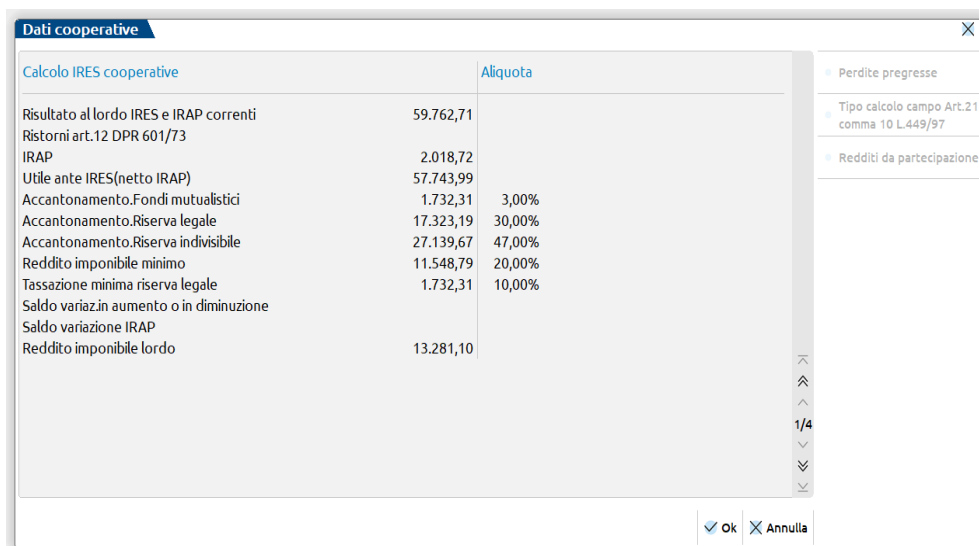 Dati cooperative
Calcolo IRES cooperative Aliquota
Risultato al lordo IRES e IRAP correnti 59.762,71
Ristorni art.12 DPR 601/73
IRAP 2.018,72
Utile ante IRES(netto IRAP) 57.743,99
Accantonamento.Fondi mutualistici 1.732,31 3,00%
Accantonamento.Riserva legale 17.323,19 30,00%
Accantonamento.Riserva indivisibile 27.139,67 47,00%
Reddito imponibile minimo 11.548,79 20,00%
Tassazione minima riserva legale 1.732,31 10,00%
Saldo variaz.in aumento o in diminuzione
Saldo variazione IRAP
Reddito imponibile lordo 13.281,10
1/4
Perdite pregresse
Tipo calcolo campo Art.21
comma 10 L.449/97
Redditi da partecipazione
Ok Annulla